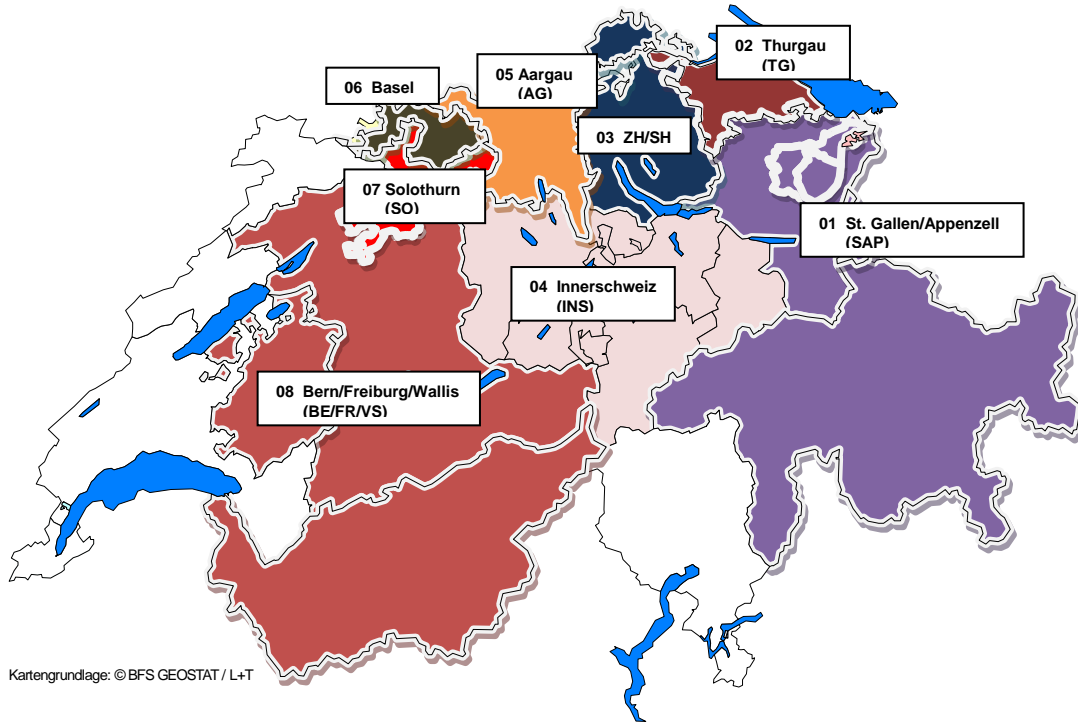 02 Thurgau
(TG)
05 Aargau
(AG)
06 Basel
03 ZH/SH
07 Solothurn
(SO)
01 St. Gallen/Appenzell
(SAP)
04 Innerschweiz
(INS)
08 Bern/Freiburg/Wallis
(BE/FR/VS)
Kartengrundlage: © BFS GEOSTAT / L+T